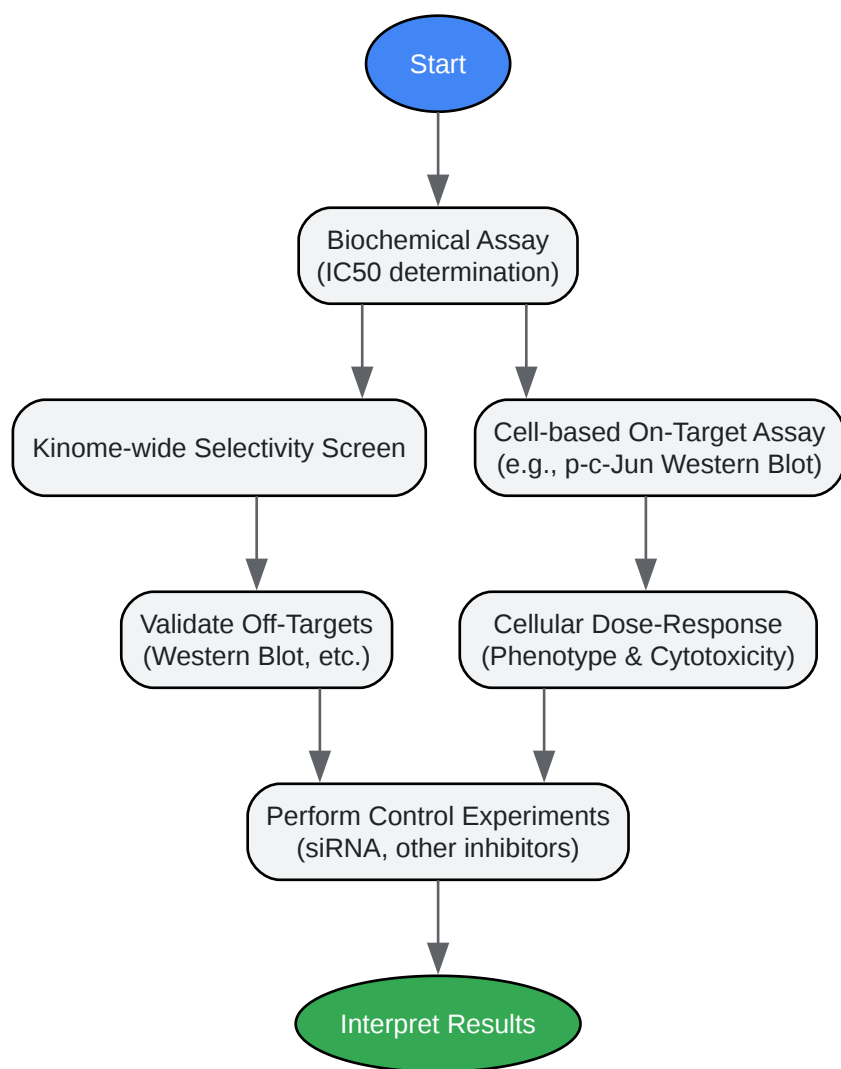 Start
Biochemical Assay
(IC50 determination)
Kinome-wide Selectivity Screen
Cell-based On-Target Assay
(e.g., p-c-Jun Western Blot)
Validate Off-Targets
(Western Blot, etc.)
Cellular Dose-Response
(Phenotype & Cytotoxicity)
Perform Control Experiments
(siRNA, other inhibitors)
Interpret Results